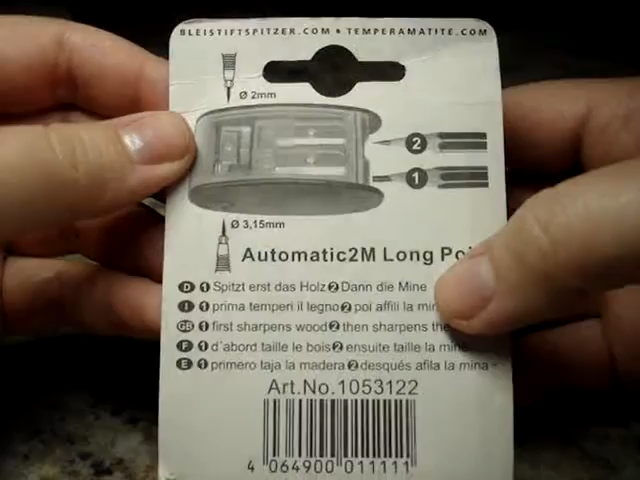 BLEISTIFTSPITZER.COM • TEMPERAMATITE.COM
Ø 2mm
2
1
Ø 3,15mm
Automatic2M Long
D 1 Spitzt erst das Holz 2 Dann die Mine
I 1 prima temperi il legno 2 poi affili la
GB 1 first sharpens wood 2 then sharpens the
F 1 d'abord taille le bois 2 ensuite taille la mine
E 1 primero taja la madera 2 desqués afila la mina
Art.No.1053122
4 064900 011111